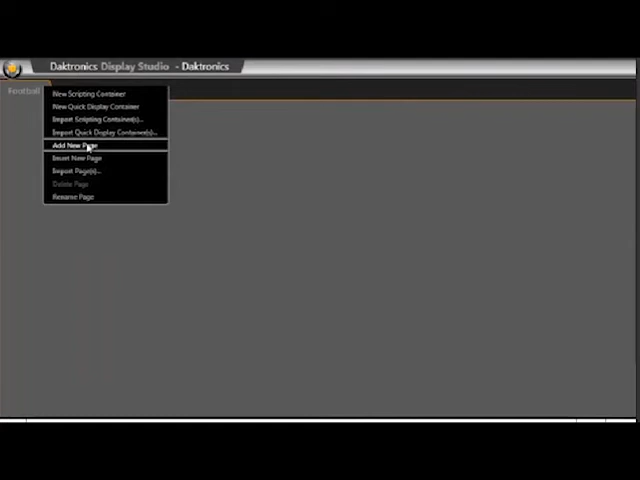 Daktronics Display Studio - Daktronics
Football
New Scripting Container
New Quick Display Container
Import Scripting Container(s)...
Import Quick Display Container(s)...
Add New Page
Insert New Page
Import Page(s)...
Delete Page
Rename Page